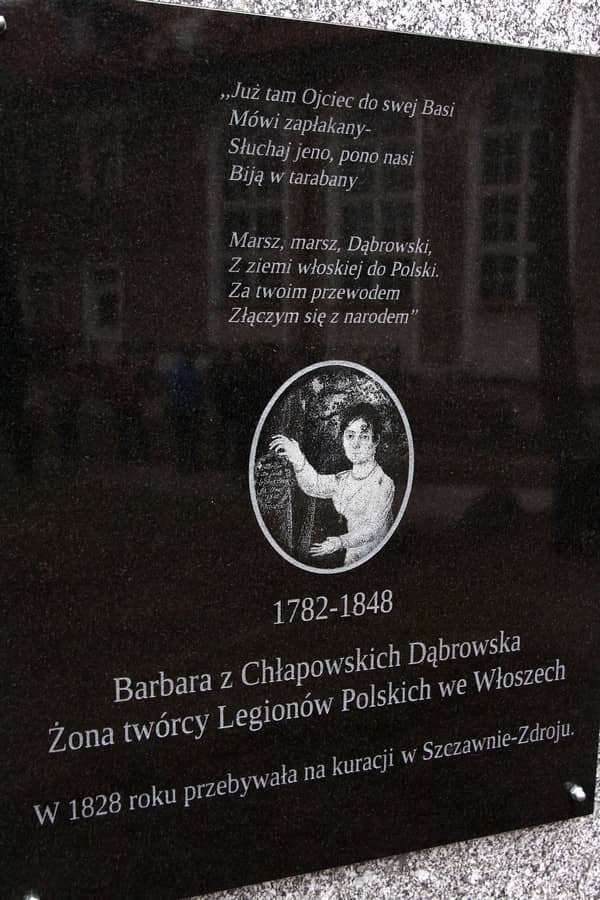 ,,Już tam Ojciec do swej Basi
Mówi zapłakany-
Słuchaj jeno, pono nasi
Biją w tarabany
Marsz, marsz, Dąbrowski,
Z ziemi włoskiej do Polski.
Za twoim przewodem
Złączym się z narodem”
1782-1848
Barbara z Chłapowskich Dąbrowska
Żona twórcy Legionów Polskich we Włoszech
W 1828 roku przebywała na kuracji w Szczawnie-Zdroju.